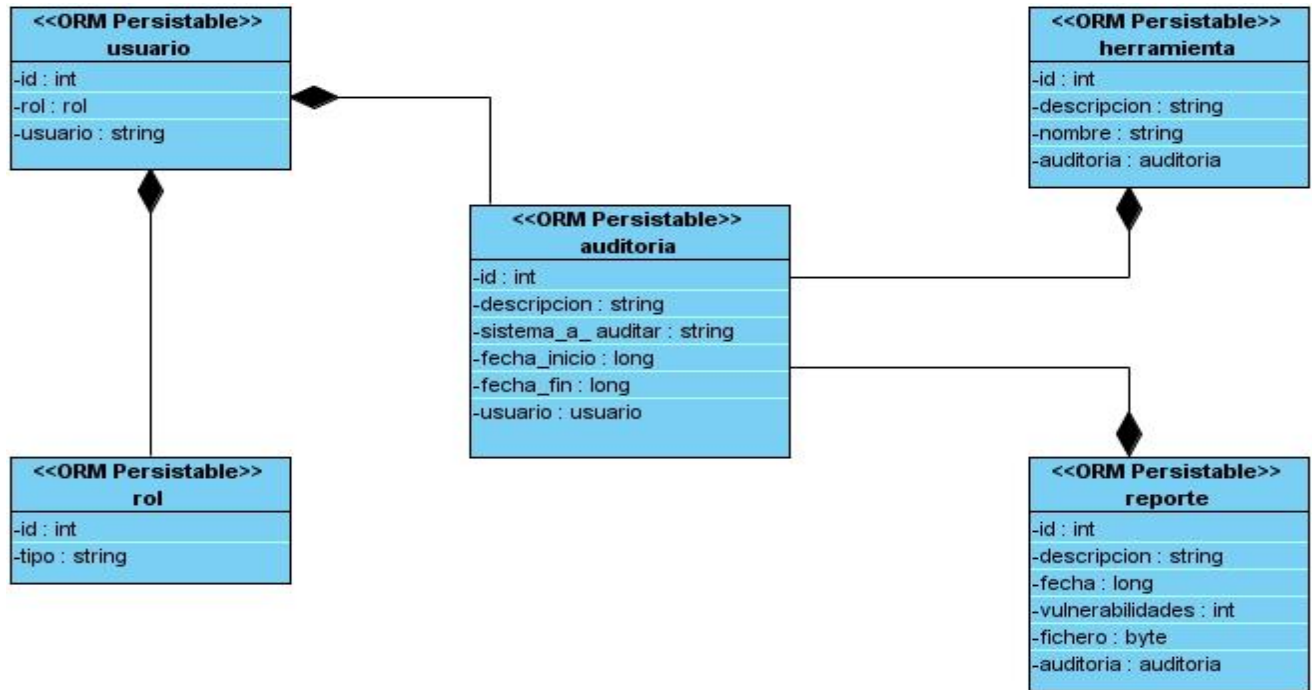 <<ORM Persistable>>
usuario
-id : int
-rol : rol
-usuario : string
<<ORM Persistable>>
herramienta
-id : int
-descripcion : string
-nombre : string
-auditoria : auditoria
<<ORM Persistable>>
auditoria
-id : int
-descripcion : string
-sistema_a_ auditar : string
-fecha_inicio : long
-fecha_fin : long
-usuario : usuario
<<ORM Persistable>>
rol
-id : int
-tipo : string
<<ORM Persistable>>
reporte
-id : int
-descripcion : string
-fecha : long
-vulnerabilidades : int
-fichero : byte
-auditoria : auditoria